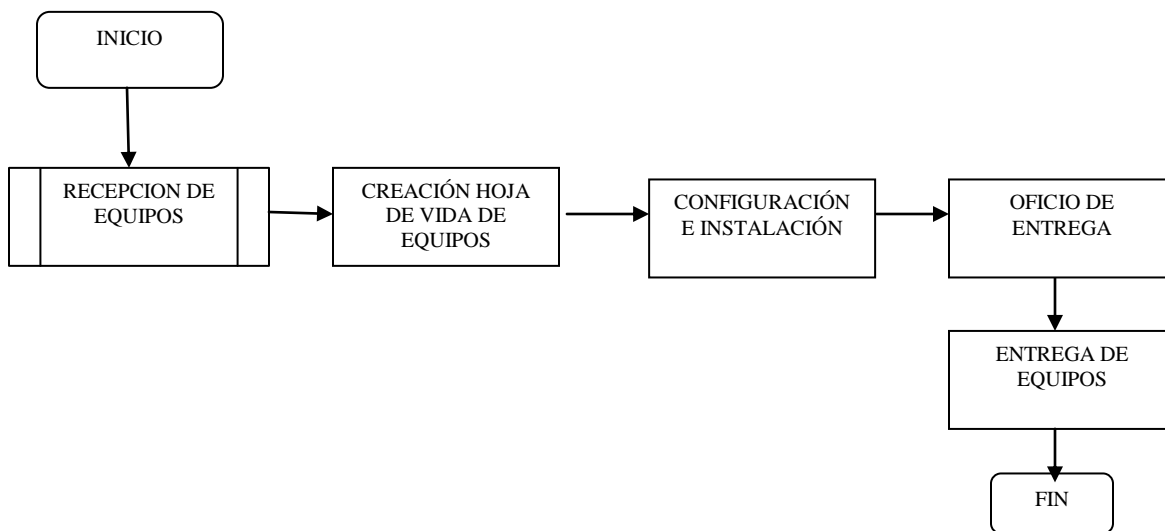 INICIO
RECEPCION DE
EQUIPOS
CREACIÓN HOJA
DE VIDA DE
EQUIPOS
CONFIGURACIÓN
E INSTALACIÓN
OFICIO DE
ENTREGA
ENTREGA DE
EQUIPOS
FIN